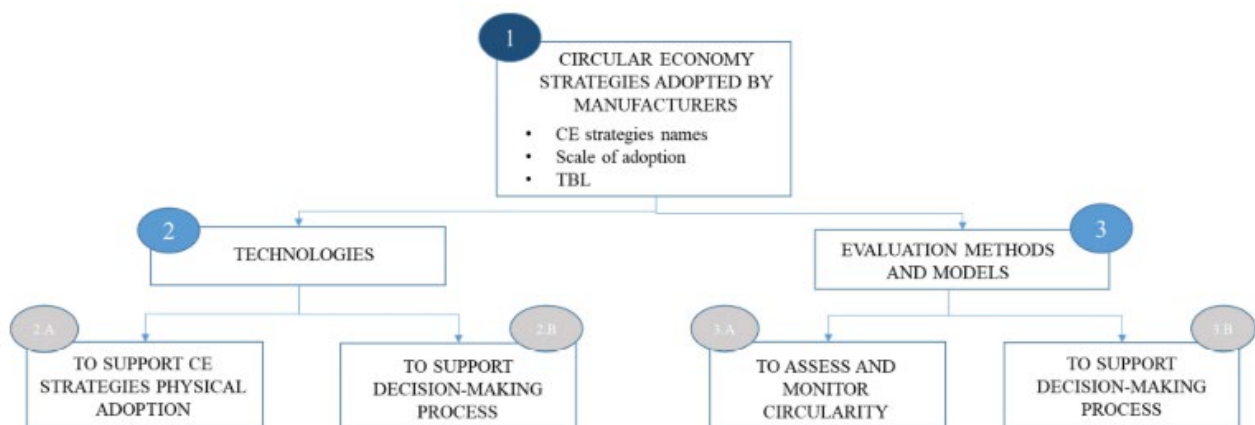 1
CIRCULAR ECONOMY
STRATEGIES ADOPTED BY
MANUFACTURERS
• CE strategies names
• Scale of adoption
• TBL
2
TECHNOLOGIES
3
EVALUATION METHODS
AND MODELS
2.A
TO SUPPORT CE
STRATEGIES PHYSICAL
ADOPTION
2.B
TO SUPPORT
DECISION-MAKING
PROCESS
3.A
TO ASSESS AND
MONITOR
CIRCULARITY
3.B
TO SUPPORT
DECISION-MAKING
PROCESS